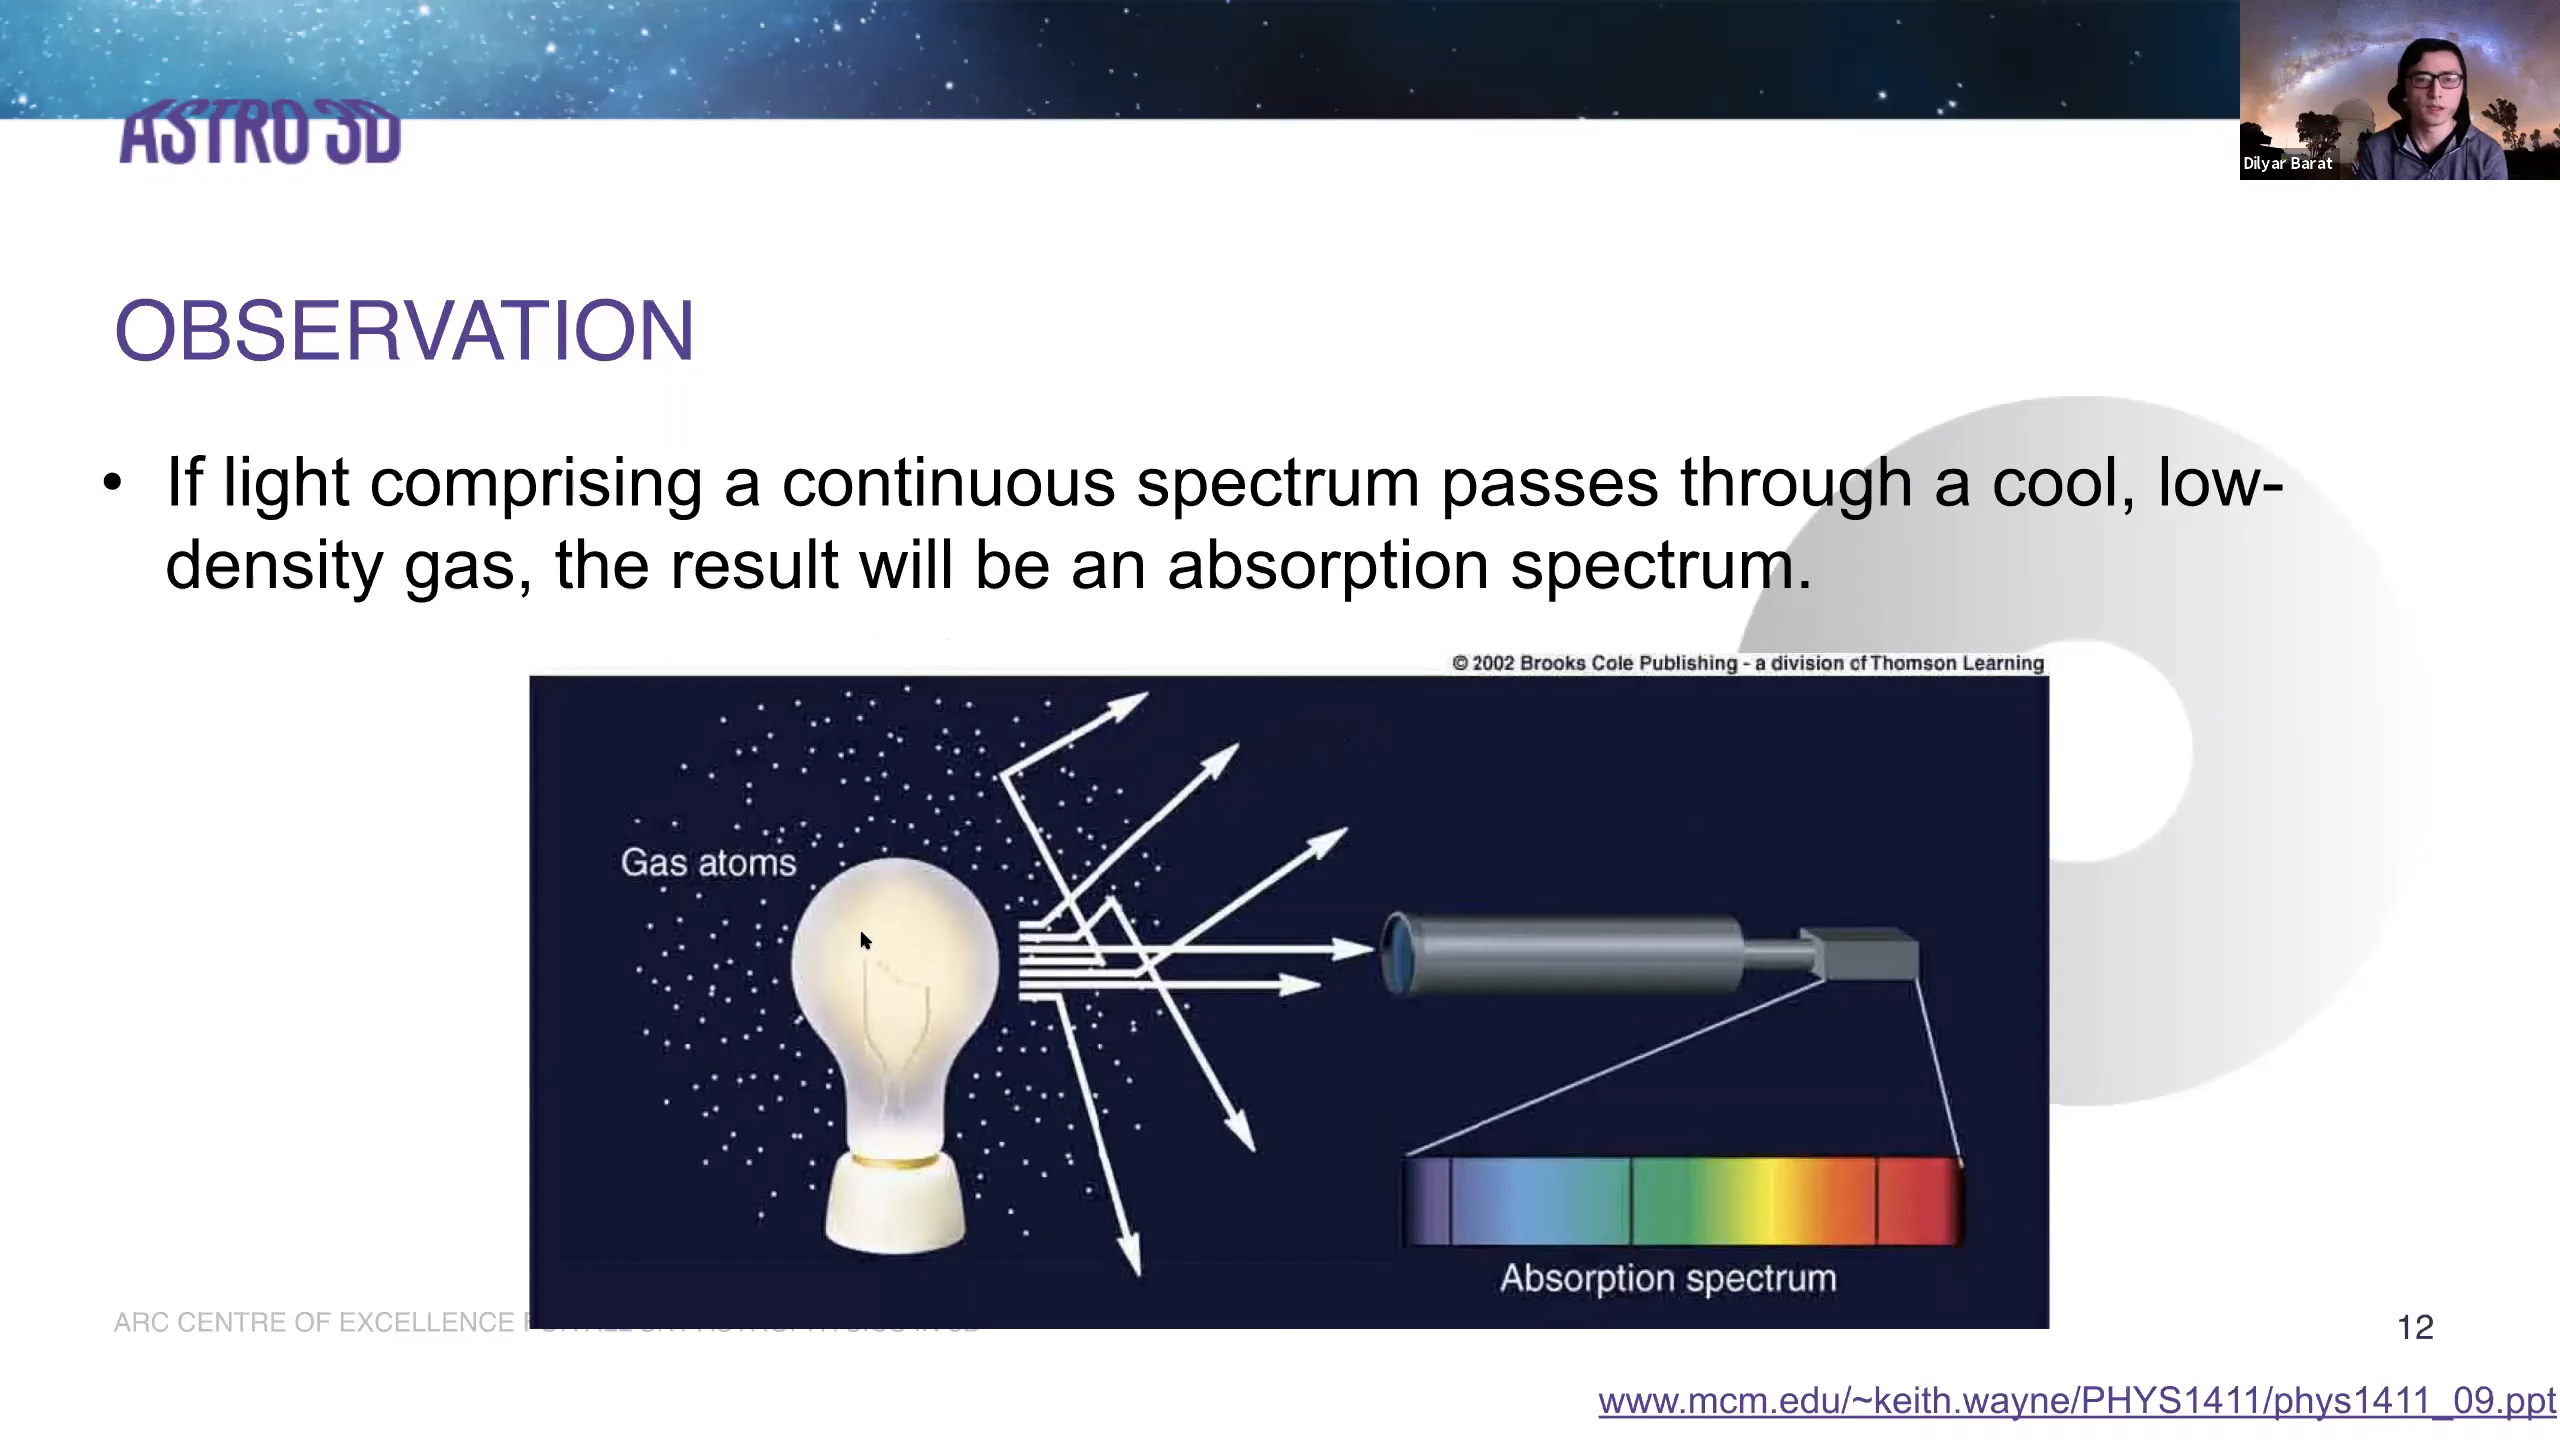 ASTRO 3D
Dilyar Barat
OBSERVATION
• If light comprising a continuous spectrum passes through a cool, low-
density gas, the result will be an absorption spectrum.
© 2002 Brooks Cole Publishing - a division of Thomson Learning
Gas atoms
Absorption spectrum
ARC CENTRE OF EXCELLENCE
12
www.mcm.edu/~keith.wayne/PHYS1411/phys1411_09.ppt